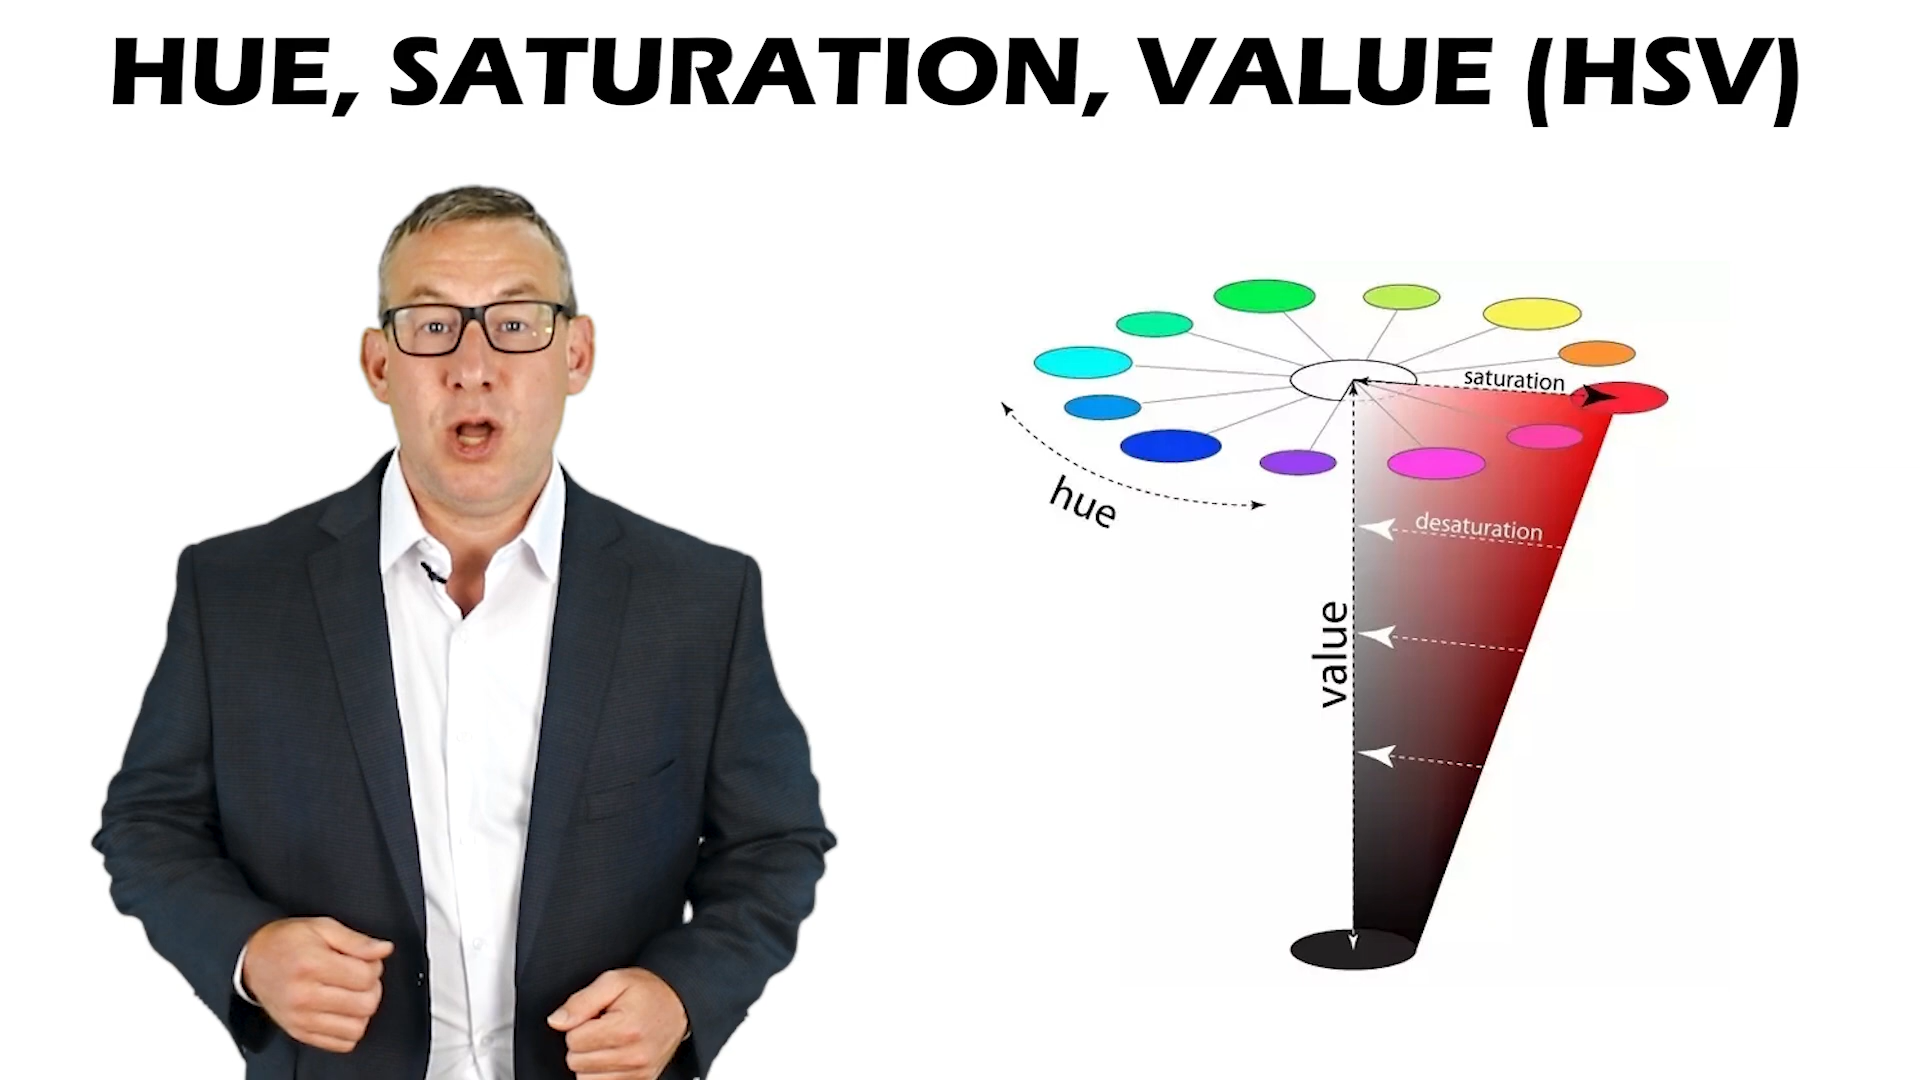 HUE, SATURATION, VALUE (HSV)
saturation
hue
desaturation
value